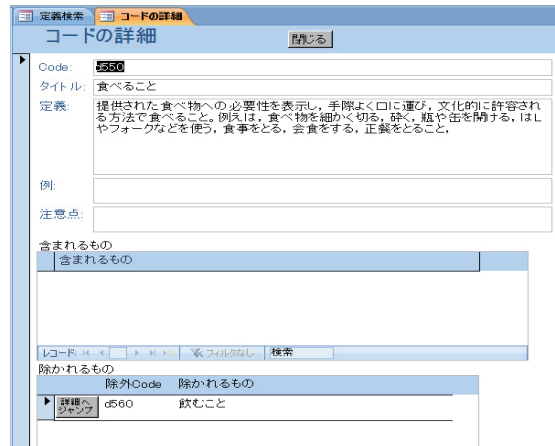 定義検索 コードの詳細
コードの詳細 閉じる
Code: d550
タイトル: 食べること
定義: 提供された食べ物への必要性を表示し，手際よく口に運び，文化的に許容され
る方法で食べること。例えは，食べ物を細かく切る，砕く，瓶や缶を開ける，はし
やフォークなどを使う，食事をとる，会食をする，正餐をとること，
例:
注意点:
含まれるもの
含まれるもの
レコード: フィルタなし 検索
除かれるもの
除外Code 除かれるもの
詳細へ
ジャンプ d560 飲むこと